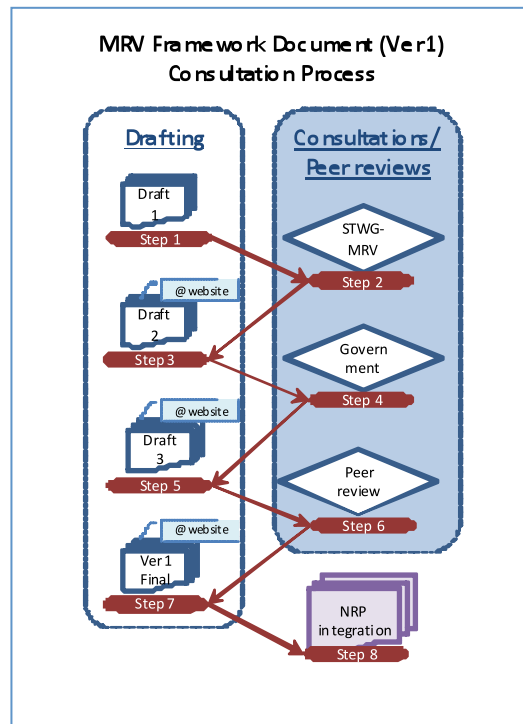 MRV Framework Document (Ver1)
Consultation Process
Drafting
Consultations/
Peer reviews
Draft
1
Step 1
STWG-
MRV
Step 2
@website
Draft
2
Step 3
Govern
ment
Step 4
@website
Draft
3
Step 5
Peer
review
Step 6
@website
Ver1
Final
Step 7
NRP
integration
Step 8